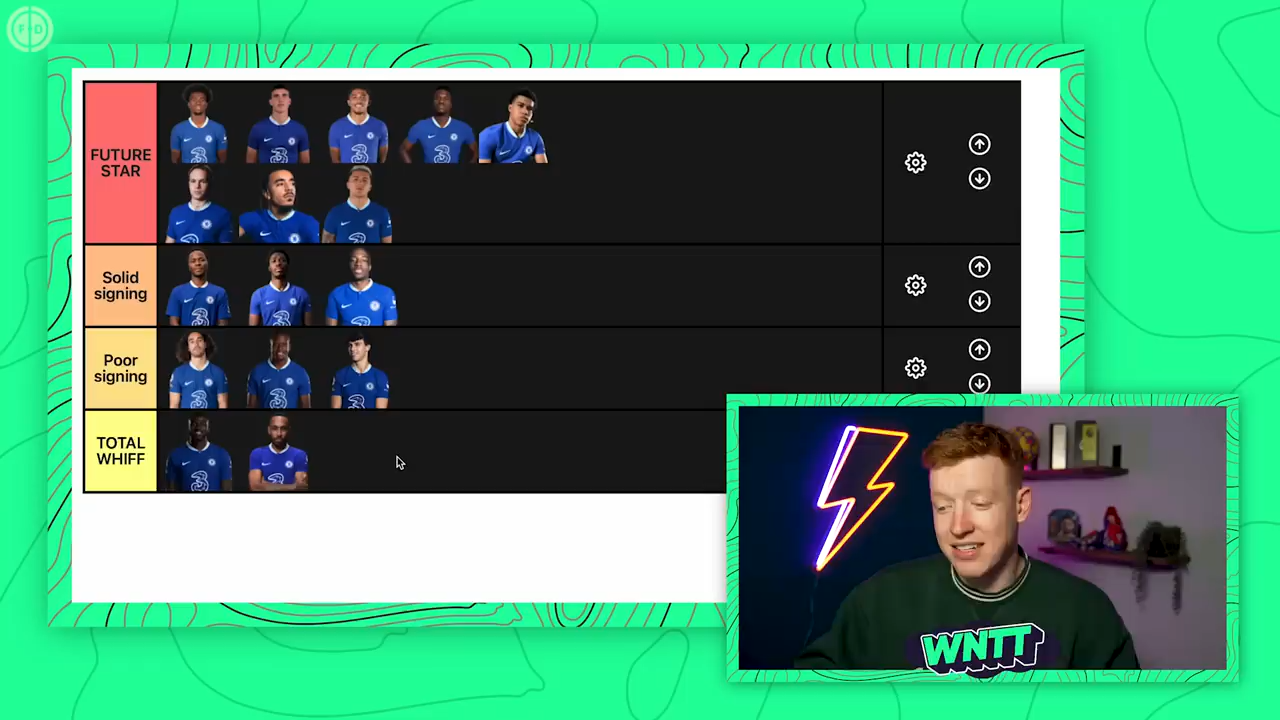 F D
FUTURE
STAR
Solid
signing
Poor
signing
TOTAL
WHIFF
WNTT